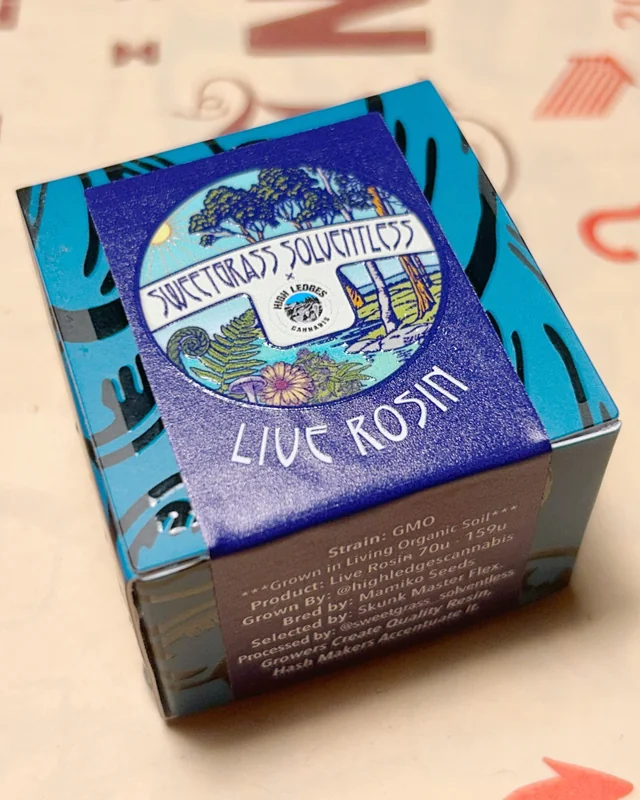 SWEETGRASS SOLVENTLESS
×
HIGH LEDGES
CANNABIS
LIVE ROSIN
Strain: GMO
***Grown in Living Organic Soil***
Product: Live Rosin 70u - 159u
Grown By: @highledgescannabis
Bred by: Mamiko Seeds
Selected by: Skunk Master Flex.
Processed by: @sweetgrass_solventless
Growers Create Quality Resin,
Hash Makers Accentuate it.